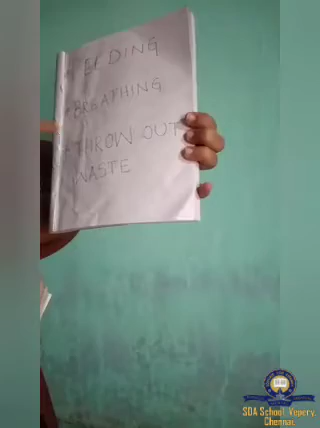 BREATHING
THROW OUT
WASTE
SDA School, Vepery,
Chennai.